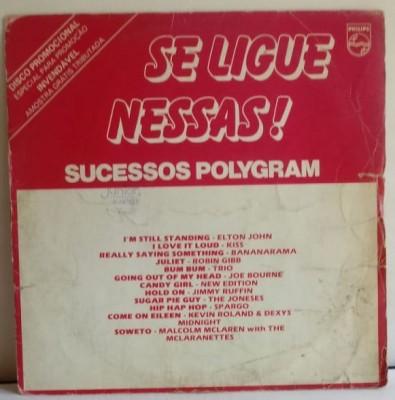 DISCO PROMOCIONAL
ESPECIAL PARA PROMOÇÃO
INVENDÁVEL
AMOSTRA GRÁTIS TRIBUTADA
PHILIPS
SE LIGUE
NESSAS!
SUCESSOS POLYGRAM
I'M STILL STANDING - ELTON JOHN
I LOVE IT LOUD - KISS
REALLY SAYING SOMETHING - BANANARAMA
JULIET - ROBIN GIBB
BUM BUM - TRIO
GOING OUT OF MY HEAD - JOE BOURNE
CANDY GIRL - NEW EDITION
HOLD ON - JIMMY RUFFIN
SUGAR PIE GUY - THE JONESES
HIP HAP HOP - SPARGO
COME ON EILEEN - KEVIN ROLAND & DEXYS
MIDNIGHT
SOWETO - MALCOLM MCLAREN with THE
MCLARANETTES